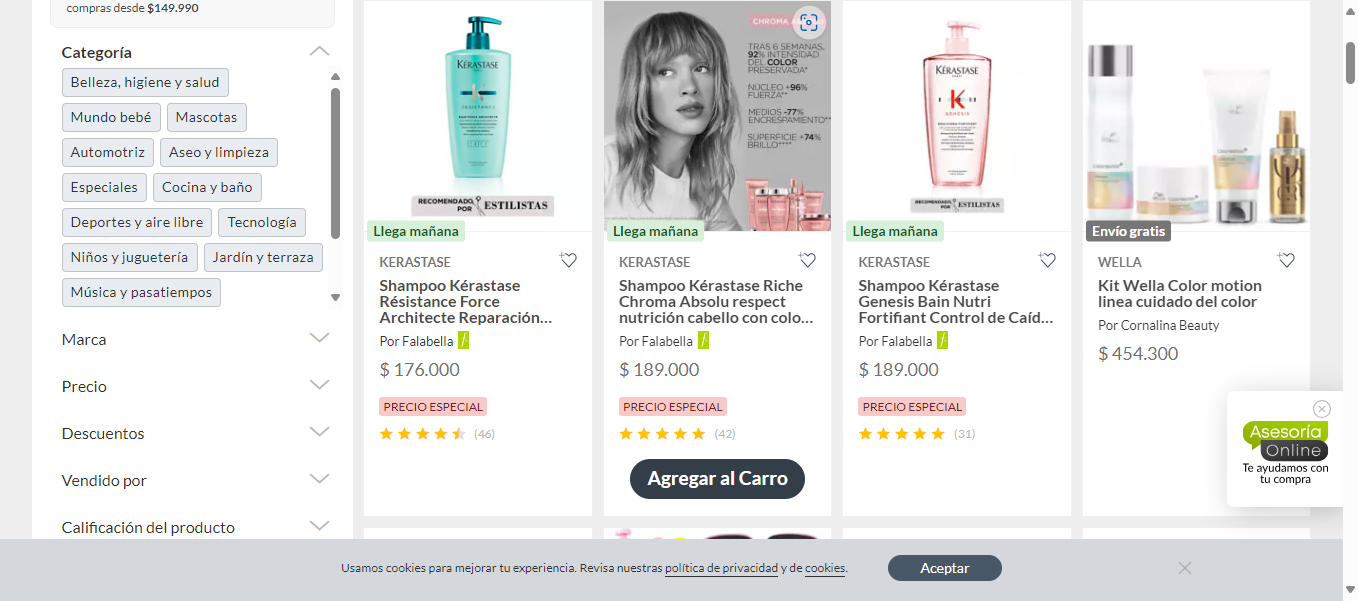 compras desde $149.990
Categoría
Belleza, higiene y salud
Mundo bebé
Mascotas
Automotriz
Aseo y limpieza
Especiales
Cocina y baño
Deportes y aire libre
Tecnología
Niños y juguetería
Jardín y terraza
Música y pasatiempos
Marca
Precio
Descuentos
Vendido por
Calificación del producto
KÉRASTASE
RECOMENDADO POR ESTILISTAS
Llega mañana
KERASTASE
Shampoo Kérastase
Résistance Force
Architecte Reparación...
Por Falabella
$ 176.000
PRECIO ESPECIAL
(46)
CHROMA
TRAS 6 SEMANAS,
92% INTENSIDAD
DEL COLOR
PRESERVADA*
NÚCLEO +96%
FUERZA**
MEDIOS -77%
ENCRESPAMIENTO**
SUPERFICIE +74%
BRILLO****
Llega mañana
KERASTASE
Shampoo Kérastase Riche
Chroma Absolu respect
nutrición cabello con colo...
Por Falabella
$ 189.000
PRECIO ESPECIAL
(42)
Agregar al Carro
KÉRASTASE
GENESIS
RECOMENDADO POR ESTILISTAS
Llega mañana
KERASTASE
Shampoo Kérastase
Genesis Bain Nutri
Fortifiant Control de Caíd...
Por Falabella
$ 189.000
PRECIO ESPECIAL
(31)
Envío gratis
WELLA
Kit Wella Color motion
linea cuidado del color
Por Cornalina Beauty
$ 454.300
Asesoría
Online
Te ayudamos con
tu compra
Usamos cookies para mejorar tu experiencia. Revisa nuestras política de privacidad y de cookies.
Aceptar